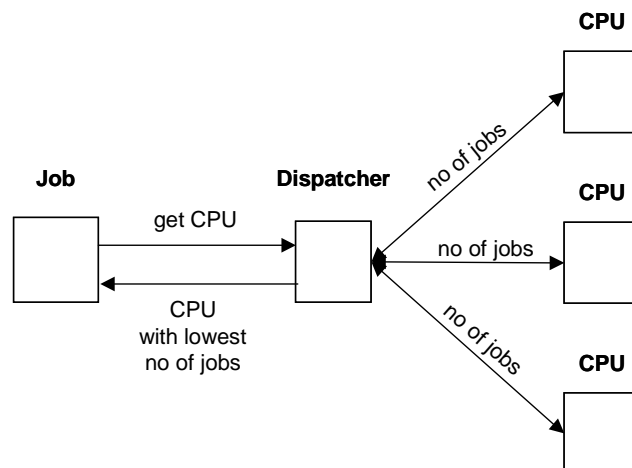 CPU
no of jobs
Job
Dispatcher
CPU
get CPU
no of jobs
CPU
with lowest
no of jobs
no of jobs
CPU